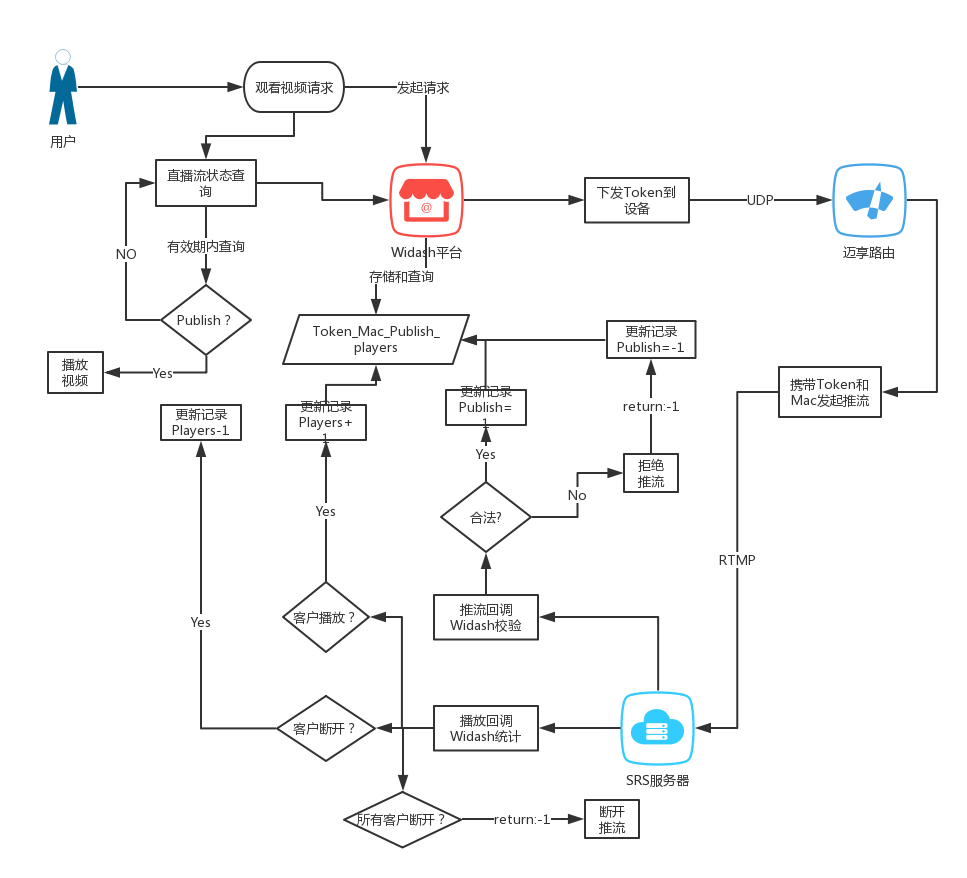 观看视频请求
发起请求
用户
直播流状态查
询
下发Token到
设备
UDP
@
NO
有效期内查询
Widash平台
迈享路由
存储和查询
Publish？
Token_Mac_Publish_
players
更新记录
Publish=-1
播放
视频
Yes
携带Token和
Mac发起推流
更新记录
Players-1
更新记录
Players+
1
更新记录
Publish=
1
return:-1
Yes
拒绝
推流
No
合法?
Yes
RTMP
推流回调
Widash校验
客户播放？
Yes
客户断开？
播放回调
Widash统计
SRS服务器
所有客户断开？
return:-1
断开
推流